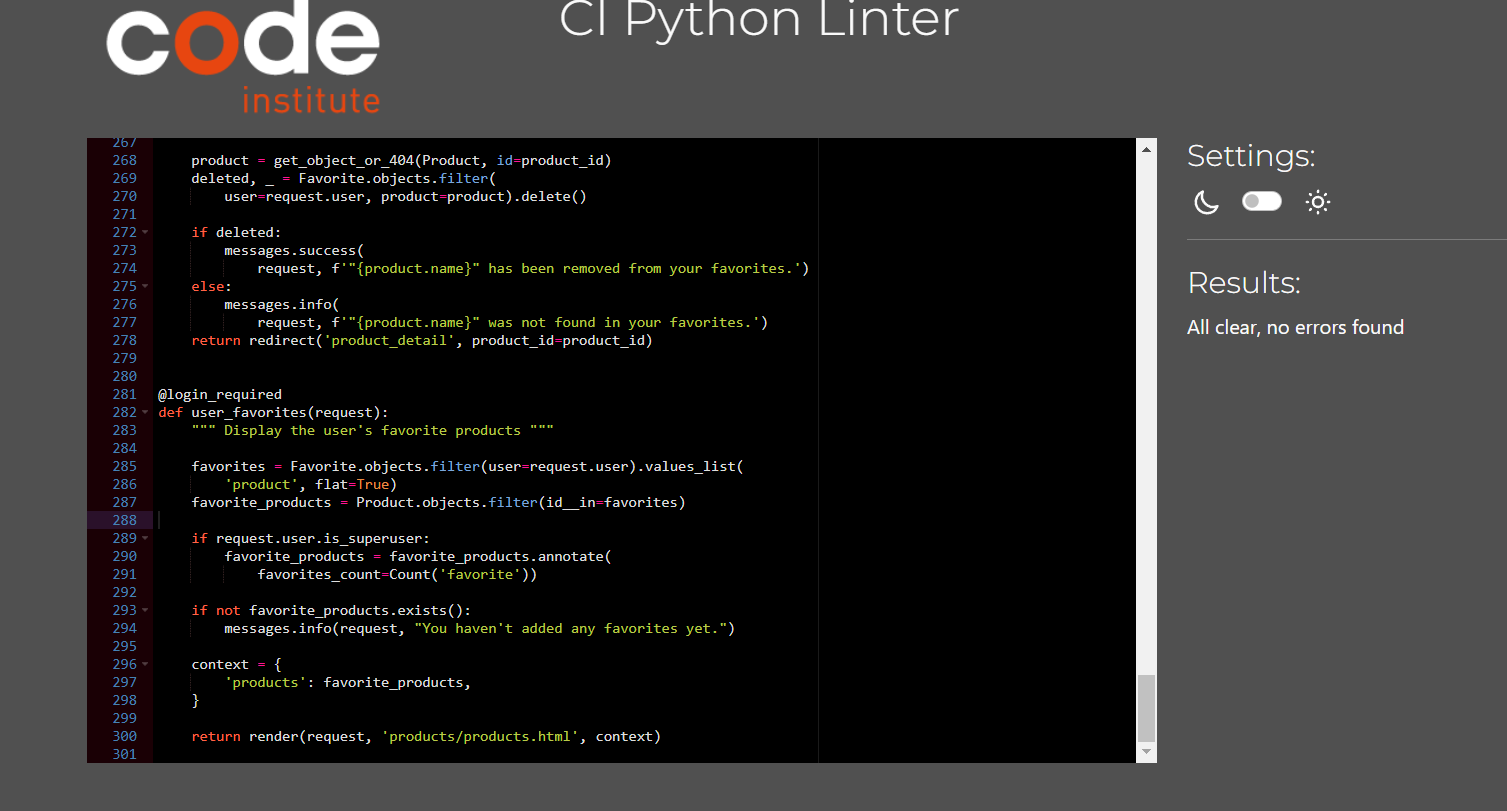 code
institute
CI Python Linter
267
268     product = get_object_or_404(Product, id=product_id)
269     deleted, _ = Favorite.objects.filter(
270         user=request.user, product=product).delete()
271
272     if deleted:
273         messages.success(
274             request, f'"{product.name}" has been removed from your favorites.')
275     else:
276         messages.info(
277             request, f'"{product.name}" was not found in your favorites.')
278     return redirect('product_detail', product_id=product_id)
279
280
281 @login_required
282 def user_favorites(request):
283     """ Display the user's favorite products """
284
285     favorites = Favorite.objects.filter(user=request.user).values_list(
286         'product', flat=True)
287     favorite_products = Product.objects.filter(id__in=favorites)
288
289     if request.user.is_superuser:
290         favorite_products = favorite_products.annotate(
291             favorites_count=Count('favorite'))
292
293     if not favorite_products.exists():
294         messages.info(request, "You haven't added any favorites yet.")
295
296     context = {
297         'products': favorite_products,
298     }
299
300     return render(request, 'products/products.html', context)
301
Settings:
Results:
All clear, no errors found